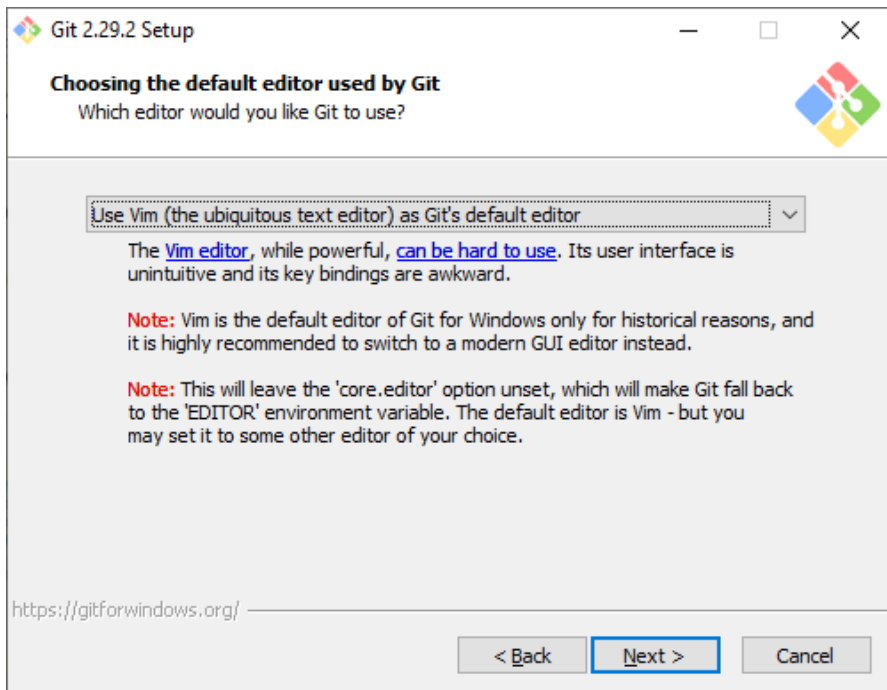 Git 2.29.2 Setup
Choosing the default editor used by Git
Which editor would you like Git to use?
Use Vim (the ubiquitous text editor) as Git's default editor
The Vim editor, while powerful, can be hard to use. Its user interface is
unintuitive and its key bindings are awkward.
Note: Vim is the default editor of Git for Windows only for historical reasons, and
it is highly recommended to switch to a modern GUI editor instead.
Note: This will leave the 'core.editor' option unset, which will make Git fall back
to the 'EDITOR' environment variable. The default editor is Vim - but you
may set it to some other editor of your choice.
https://gitforwindows.org/
< Back Next > Cancel